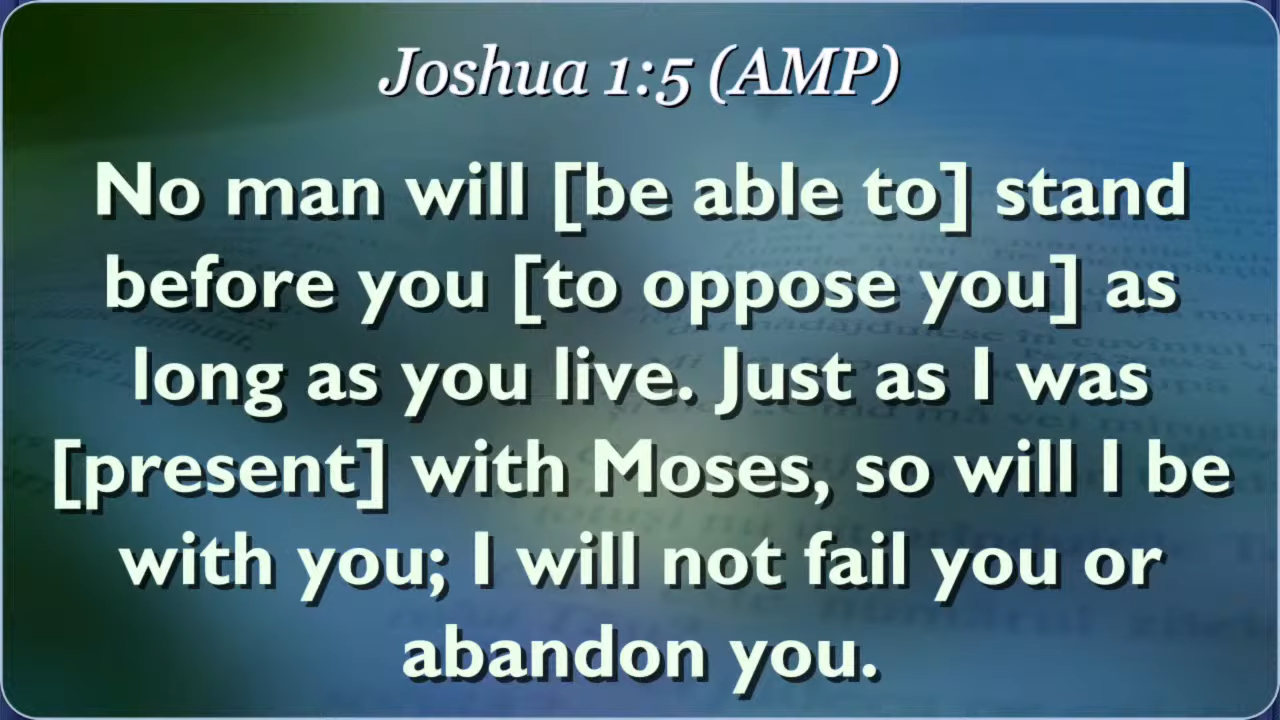 Joshua 1:5 (AMP)
No man will [be able to] stand
before you [to oppose you] as
long as you live. Just as I was
[present] with Moses, so will I be
with you; I will not fail you or
abandon you.